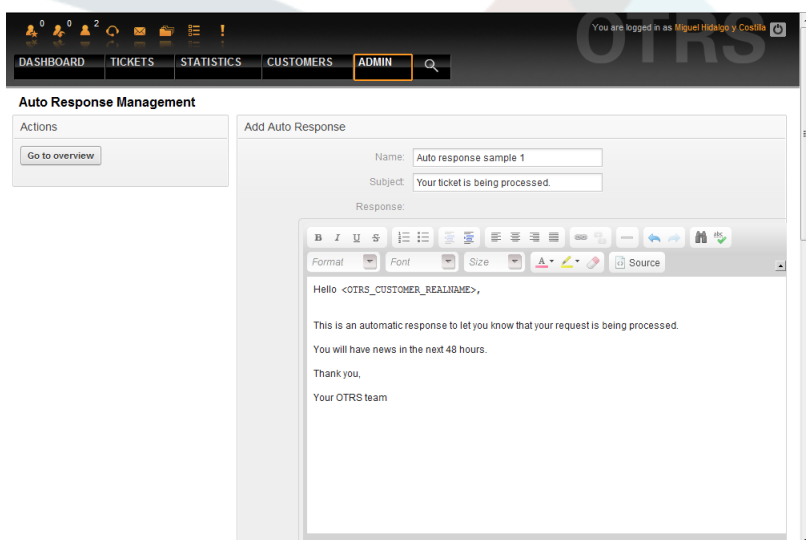 0 0 2 !
You are logged in as Miguel Hidalgo y Costilla
OTRS
DASHBOARD TICKETS STATISTICS CUSTOMERS ADMIN
Auto Response Management
Actions
Go to overview
Add Auto Response
Name: Auto response sample 1
Subject: Your ticket is being processed.
Response:
B I U S
Format Font Size A Source
Hello <OTRS_CUSTOMER_REALNAME>,
This is an automatic response to let you know that your request is being processed.
You will have news in the next 48 hours.
Thank you,
Your OTRS team